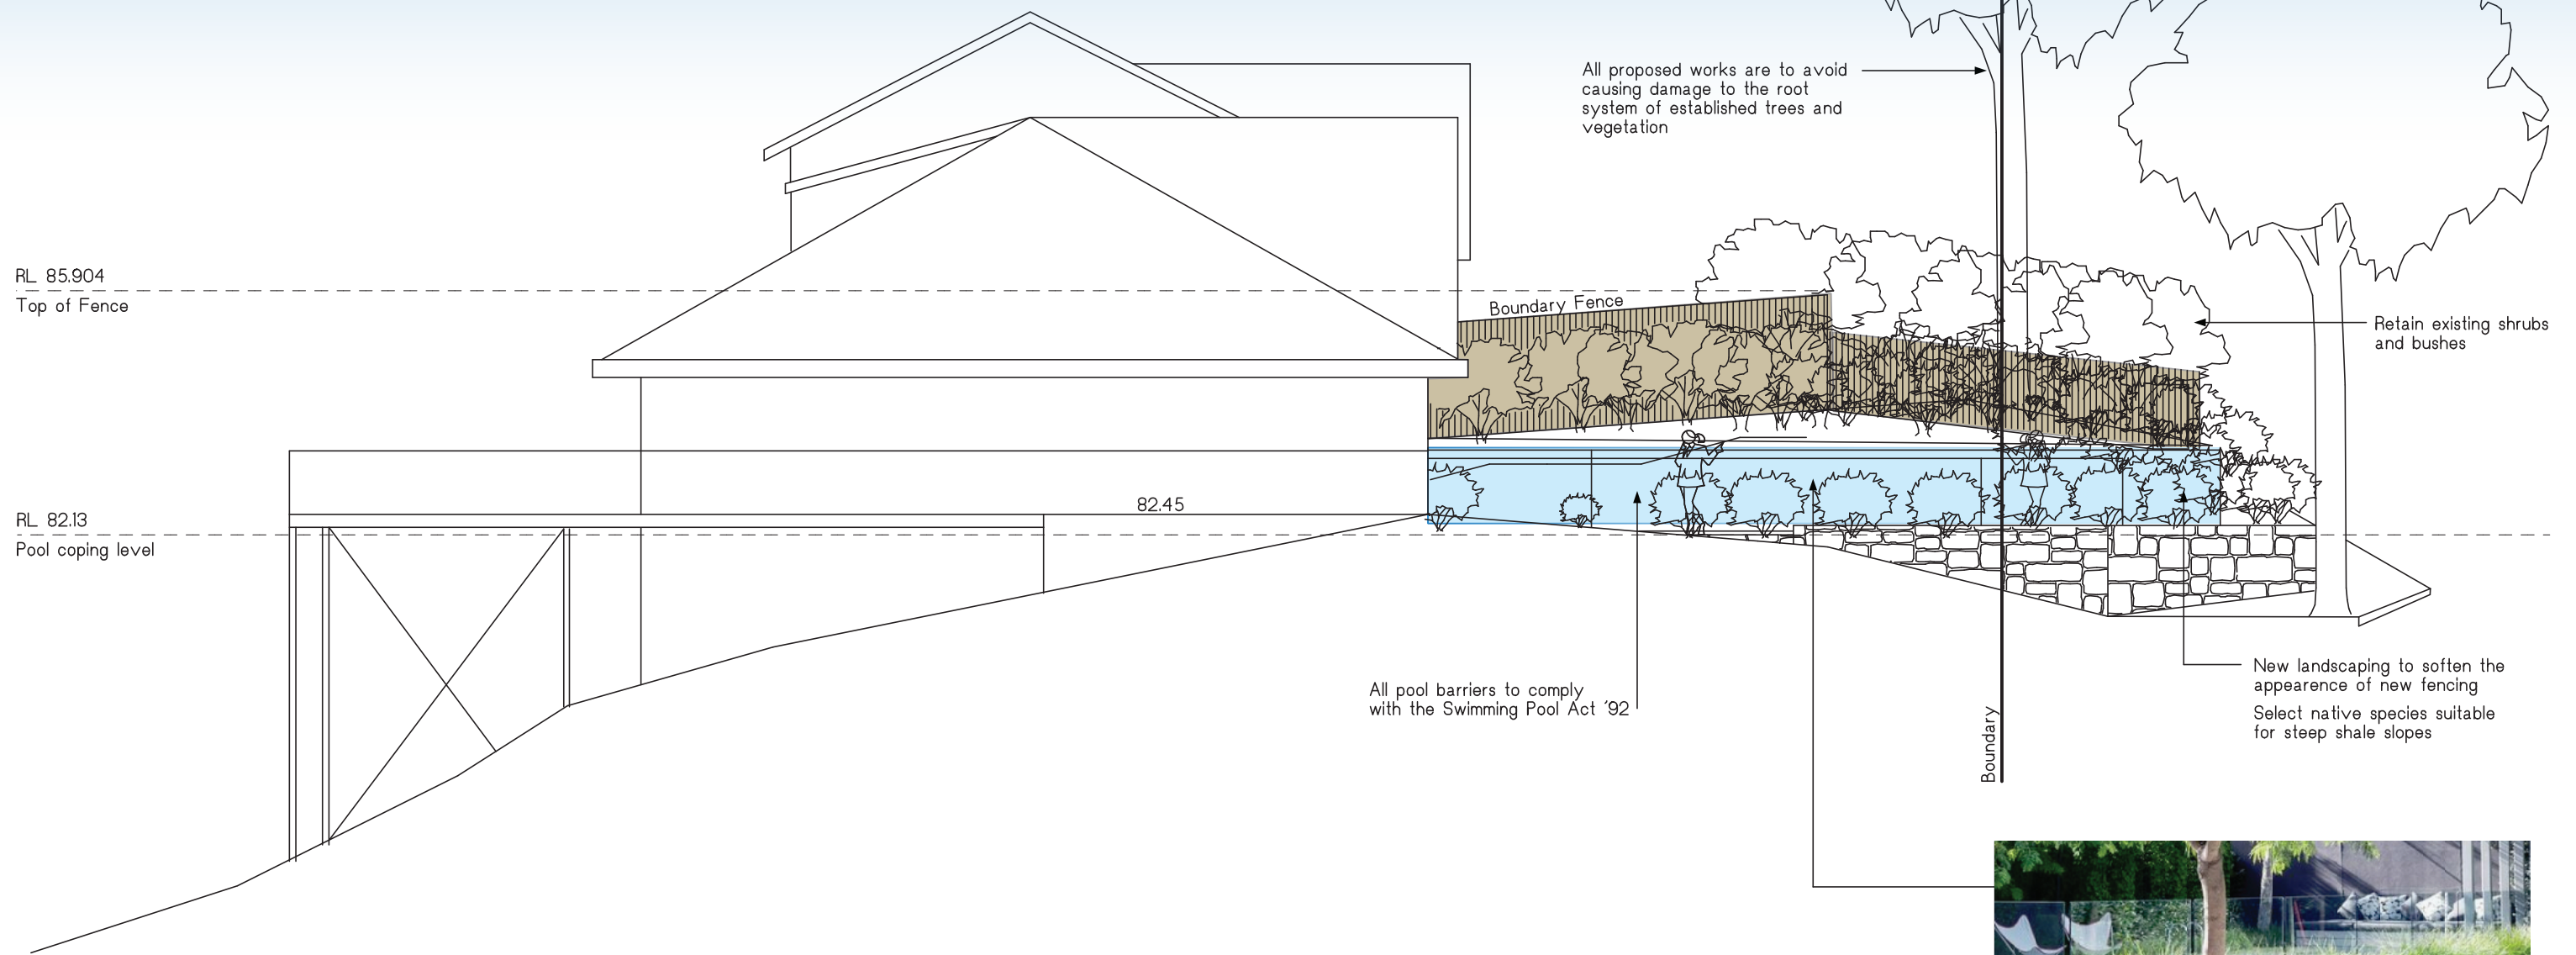 All proposed works are to avoid
causing damage to the root
system of established trees and
vegetation
RL 85.904
Top of Fence
Boundary Fence
Retain existing shrubs
and bushes
82.45
RL 82.13
Pool coping level
All pool barriers to comply
with the Swimming Pool Act '92
Boundary
New landscaping to soften the
appearence of new fencing
Select native species suitable
for steep shale slopes